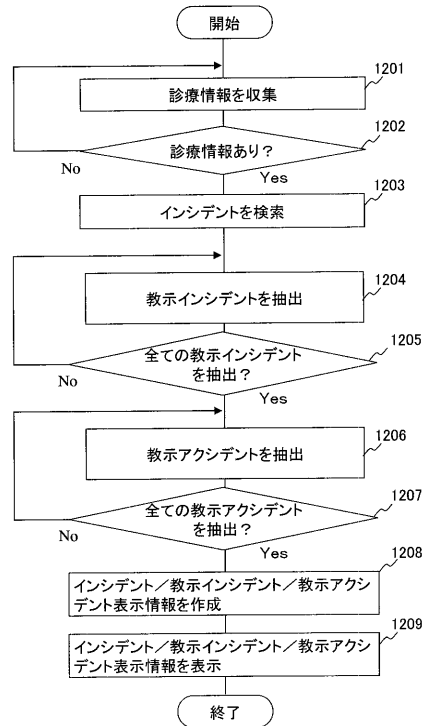 開始
1201
診療情報を収集
1202
診療情報あり？
No
Yes
1203
インシデントを検索
1204
教示インシデントを抽出
1205
全ての教示インシデント
を抽出？
No
Yes
1206
教示アクシデントを抽出
1207
全ての教示アクシデント
を抽出？
No
Yes
1208
インシデント／教示インシデント／教示アクシ
デント表示情報を作成
1209
インシデント／教示インシデント／教示アクシ
デント表示情報を表示
終了